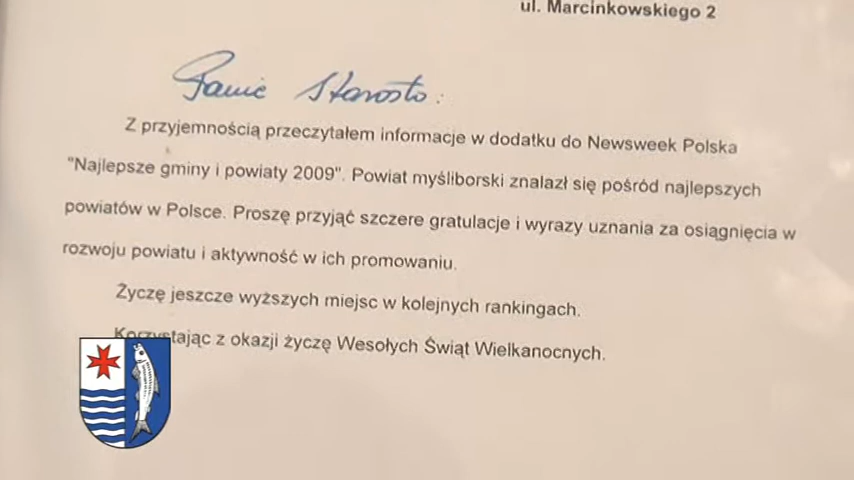 ul. Marcinkowskiego 2
Panie Starosto:
Z przyjemnością przeczytałem informacje w dodatku do Newsweek Polska
"Najlepsze gminy i powiaty 2009". Powiat myśliborski znalazł się pośród najlepszych
powiatów w Polsce. Proszę przyjąć szczere gratulacje i wyrazy uznania za osiągnięcia w
rozwoju powiatu i aktywność w ich promowaniu.
Życzę jeszcze wyższych miejsc w kolejnych rankingach.
Korzystając z okazji życzę Wesołych Świąt Wielkanocnych.